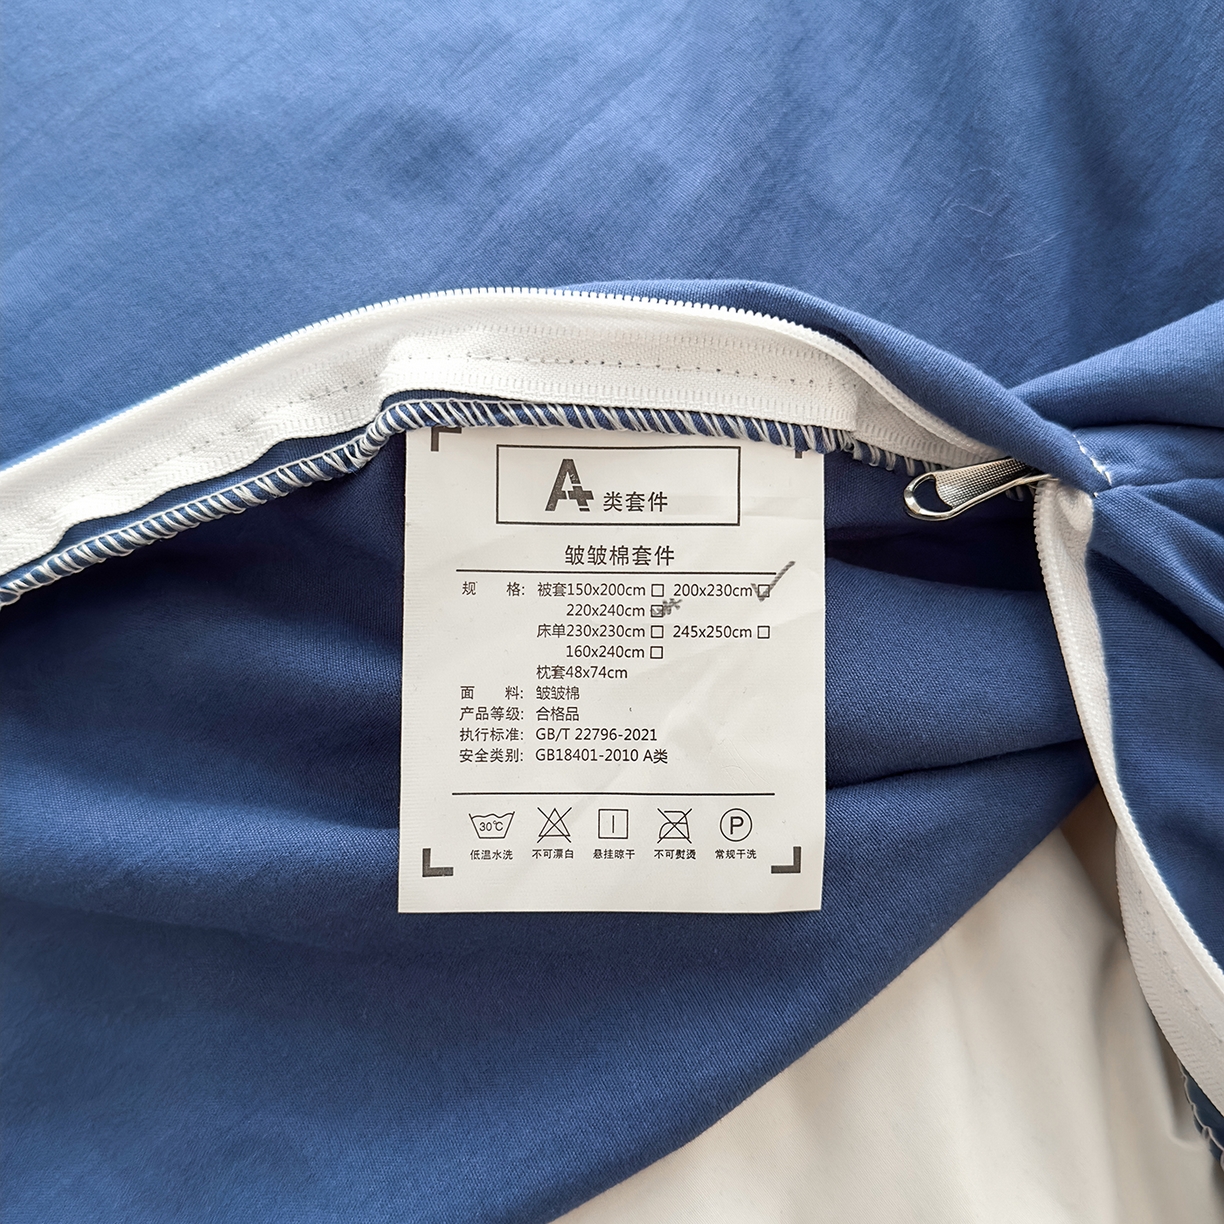 A类套件
皱皱棉套件
规 格: 被套150x200cm □ 200x230cm □
220x240cm □
床单230x230cm □ 245x250cm □
160x240cm □
枕套48x74cm
面 料: 皱皱棉
产品等级: 合格品
执行标准: GB/T 22796-2021
安全类别: GB18401-2010 A类
30℃ P
低温水洗 不可漂白 悬挂晾干 不可熨烫 常规干洗